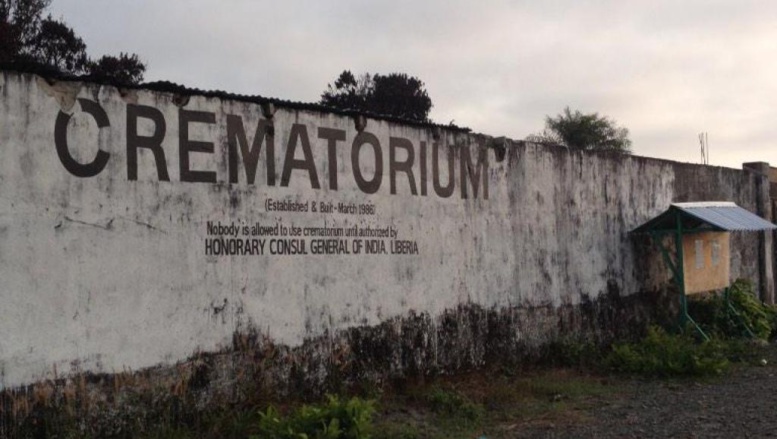 CREMATORIUM
(Established & Built - March 1986)
Nobody is allowed to use crematorium until authorized by
HONORARY CONSUL GENERAL OF INDIA, LIBERIA